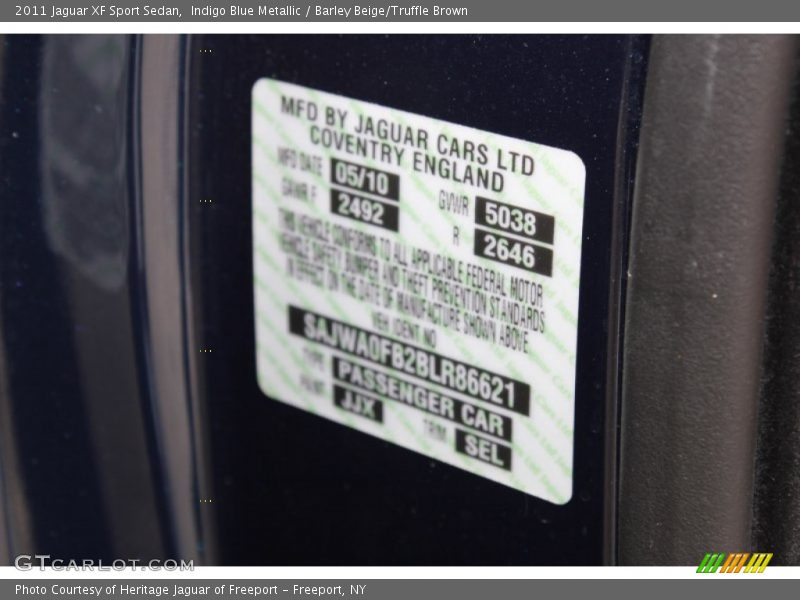 2011 Jaguar XF Sport Sedan,  Indigo Blue Metallic / Barley Beige/Truffle Brown
MFD BY JAGUAR CARS LTD
COVENTRY ENGLAND
MFD DATE 05/10 GVWR 5038
GAWR F 2492 R 2646
THIS VEHICLE CONFORMS TO ALL APPLICABLE FEDERAL MOTOR
VEHICLE SAFETY, BUMPER AND THEFT PREVENTION STANDARDS
IN EFFECT ON THE DATE OF MANUFACTURE SHOWN ABOVE
VEH IDENT NO
SAJWA0FB2BLR86621
TYPE PASSENGER CAR
PAINT JJX TRIM SEL
GTCARLOT.COM
Photo Courtesy of Heritage Jaguar of Freeport – Freeport, NY